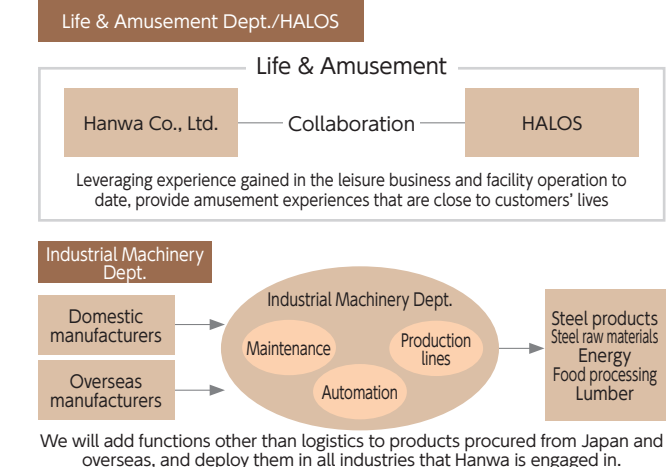 Life & Amusement Dept./HALOS
Life & Amusement
Hanwa Co., Ltd.
Collaboration
HALOS
Leveraging experience gained in the leisure business and facility operation to
date, provide amusement experiences that are close to customers' lives
Industrial Machinery
Dept.
Domestic
manufacturers
Overseas
manufacturers
Industrial Machinery Dept.
Maintenance
Production
lines
Automation
Steel products
Steel raw materials
Energy
Food processing
Lumber
We will add functions other than logistics to products procured from Japan and
overseas, and deploy them in all industries that Hanwa is engaged in.